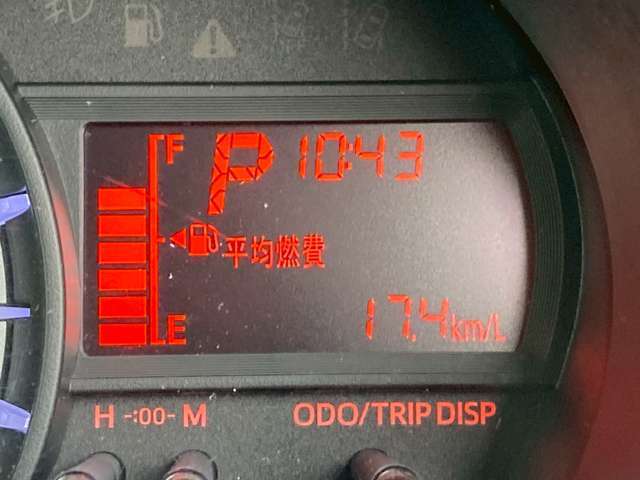 F
P 10:43
平均燃費
E
17.4km/L
H -:00- M
ODO/TRIP DISP